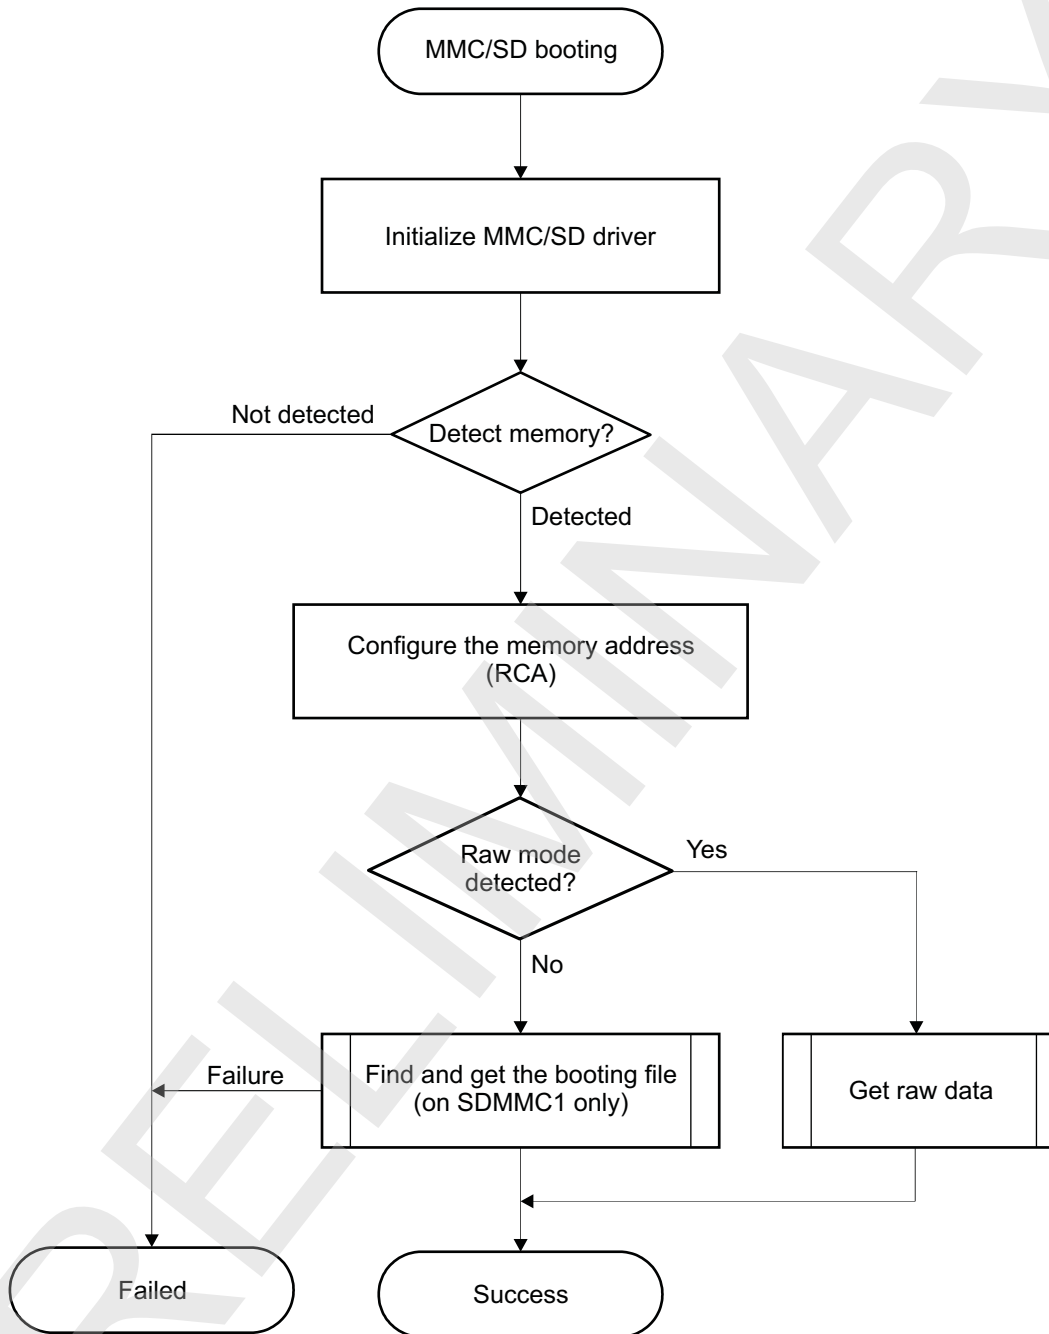 MMC/SD booting
Initialize MMC/SD driver
Not detected
Detect memory?
Detected
Configure the memory address
(RCA)
Raw mode
detected?
Yes
No
Failure
Find and get the booting file
(on SDMMC1 only)
Get raw data
Failed
Success
PRELIMINARY